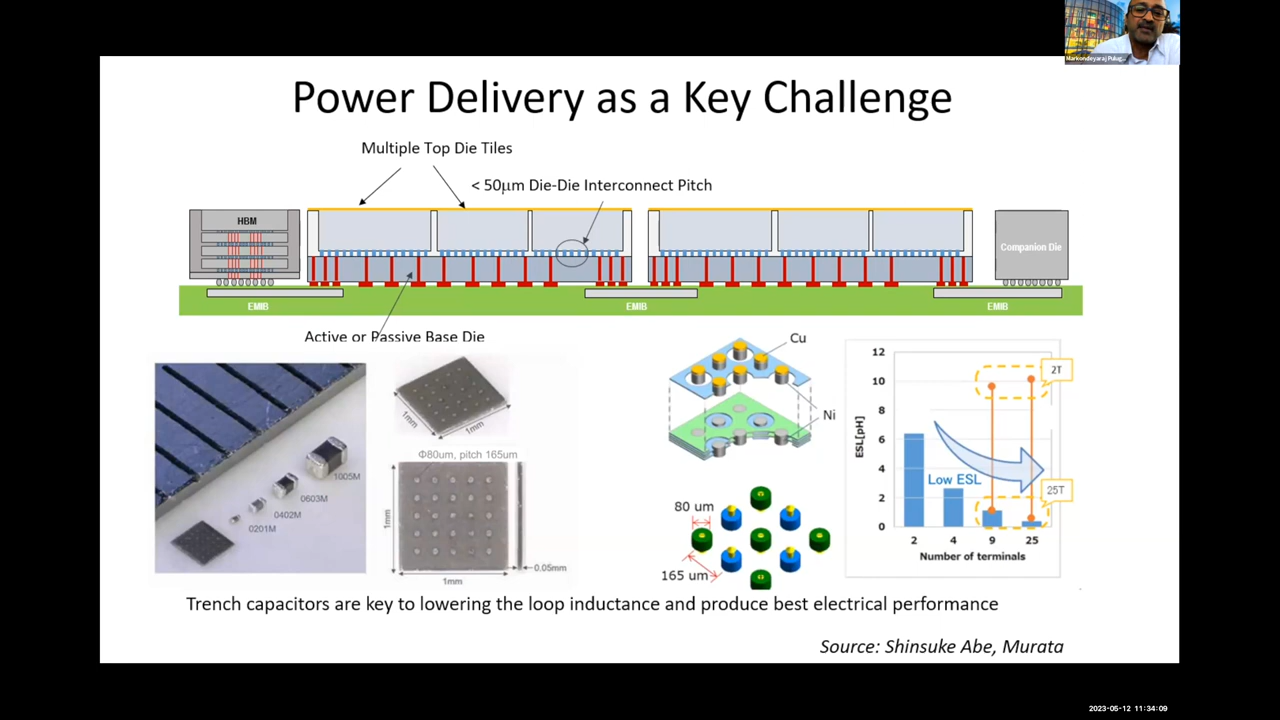 Markondeyaraj Pulug...
Power Delivery as a Key Challenge
Multiple Top Die Tiles
< 50μm Die-Die Interconnect Pitch
HBM
Companion Die
EMIB
EMIB
EMIB
Active or Passive Base Die
1005M
0603M
0402M
0201M
1mm
1mm
Φ80um, pitch 165um
1mm
0.05mm
1mm
Cu
Ni
80 um
165 um
12
10
8
6
4
2
0
ESL[pH]
2T
Low ESL
25T
2 4 9 25
Number of terminals
Trench capacitors are key to lowering the loop inductance and produce best electrical performance
Source: Shinsuke Abe, Murata
2023-05-12 11:34:09